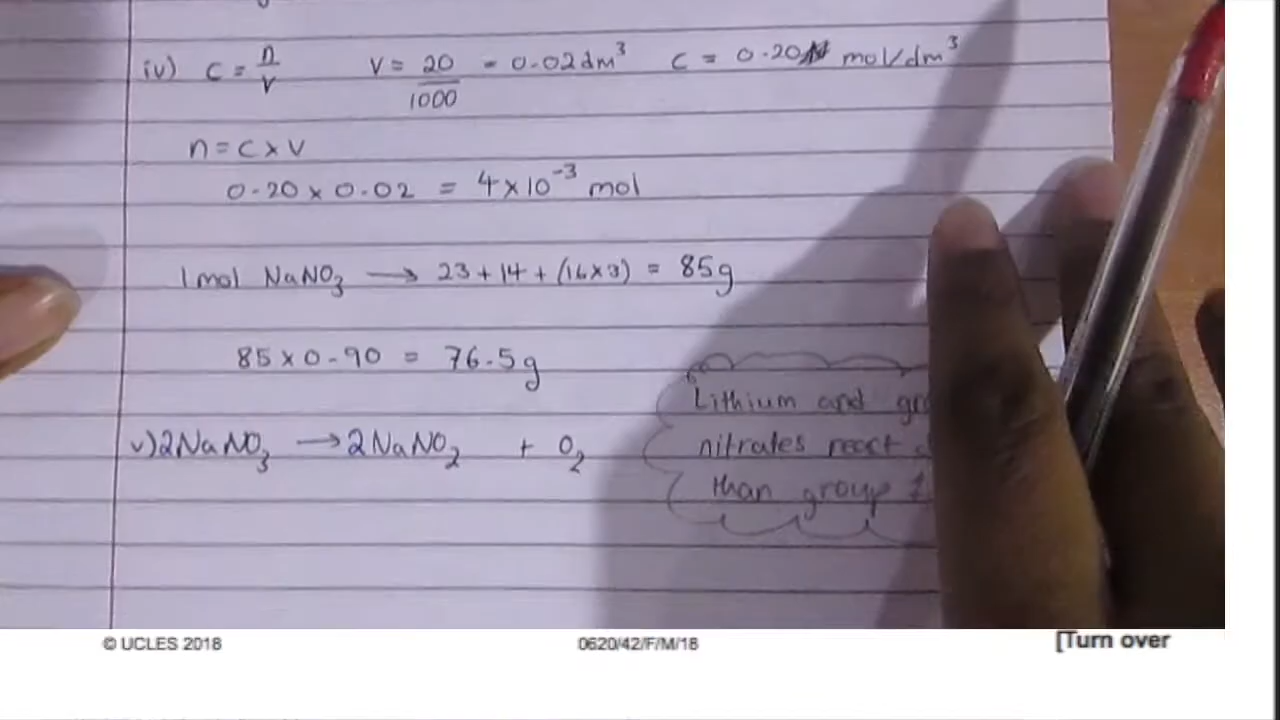 iv) c = n/v   v = 20/1000 = 0.02dm³   c = 0.20 mol/dm³
n = c x v
0.20 x 0.02 = 4 x 10⁻³ mol
1 mol NaNO₃ → 23 + 14 + (16x3) = 85g
85 x 0.90 = 76.5g
Lithium and
v) 2NaNO₃ → 2NaNO₂ + O₂   nitrates react
than group
© UCLES 2018   0620/42/F/M/18   [Turn over